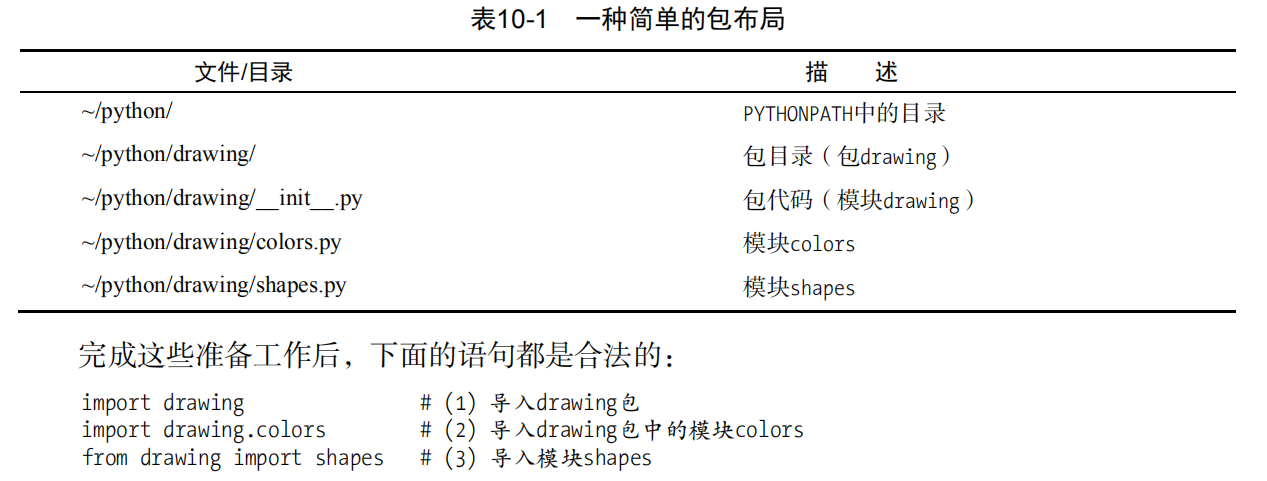 表10-1 一种简单的包布局
文件/目录 描 述
~/python/ PYTHONPATH中的目录
~/python/drawing/ 包目录（包drawing）
~/python/drawing/__init__.py 包代码（模块drawing）
~/python/drawing/colors.py 模块colors
~/python/drawing/shapes.py 模块shapes
完成这些准备工作后，下面的语句都是合法的：
import drawing # (1) 导入drawing包
import drawing.colors # (2) 导入drawing包中的模块colors
from drawing import shapes # (3) 导入模块shapes